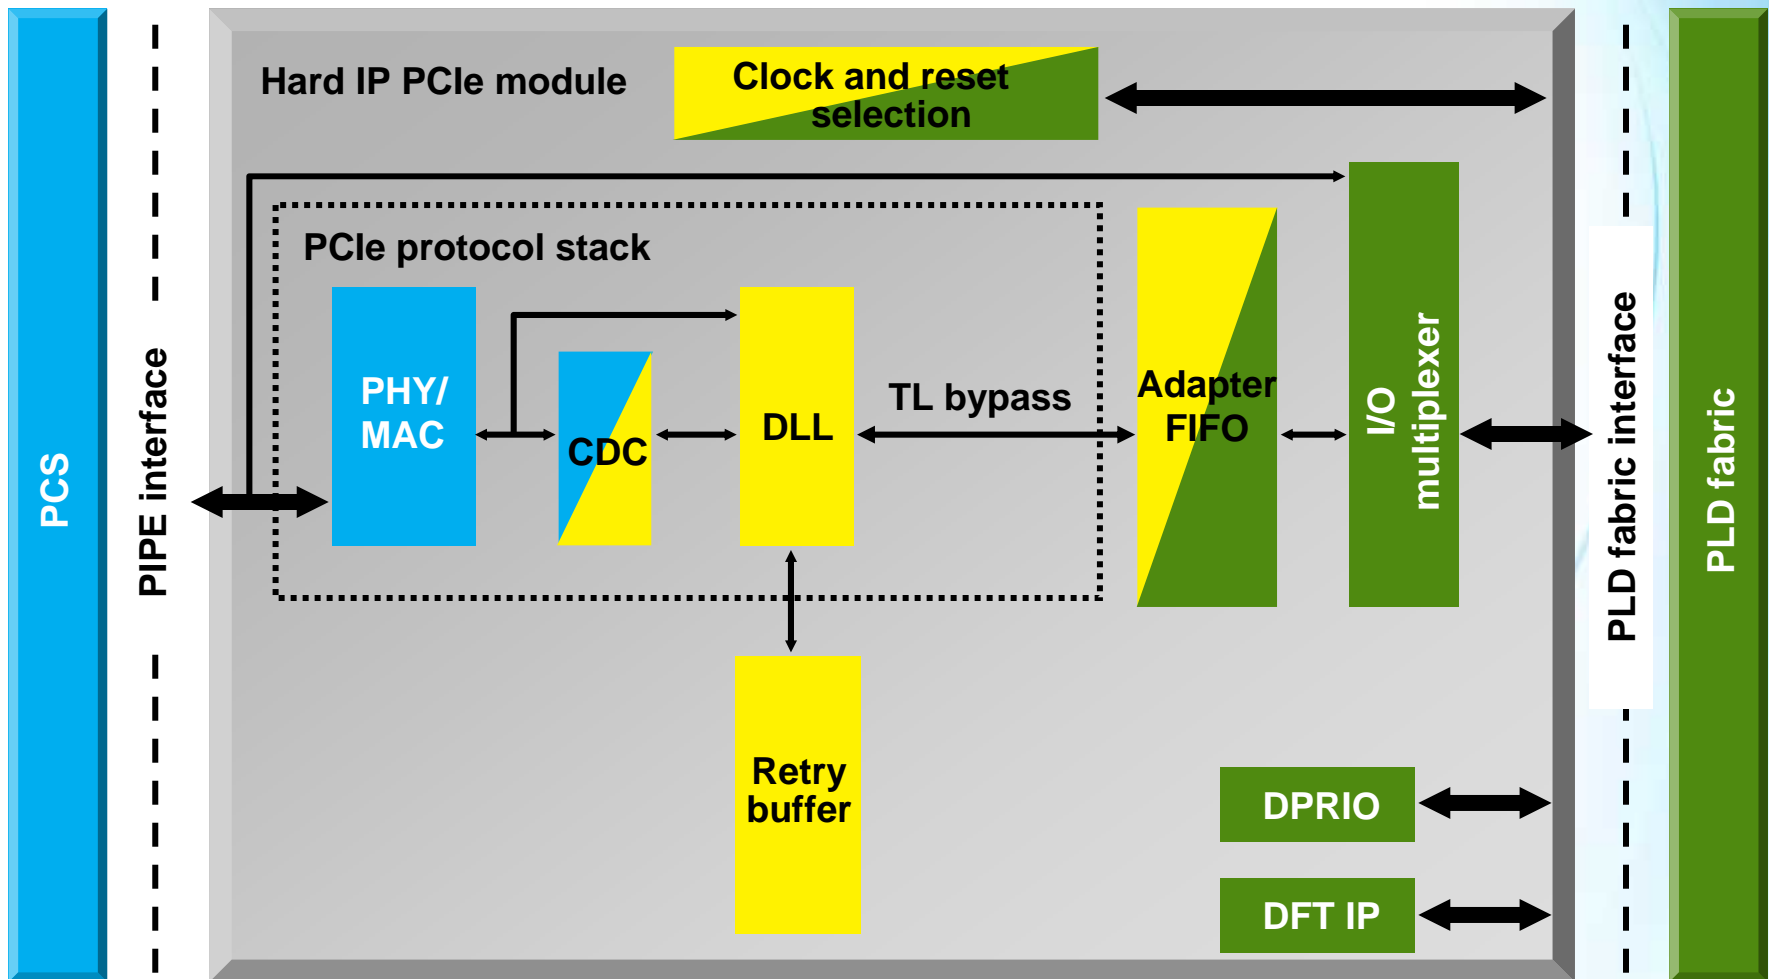 Hard IP PCIe module
Clock and reset
selection
PCIe protocol stack
PCS
PIPE interface
PHY/
MAC
CDC
DLL
TL bypass
Adapter
FIFO
I/O
multiplexer
PLD fabric interface
PLD fabric
Retry
buffer
DPRIO
DFT IP